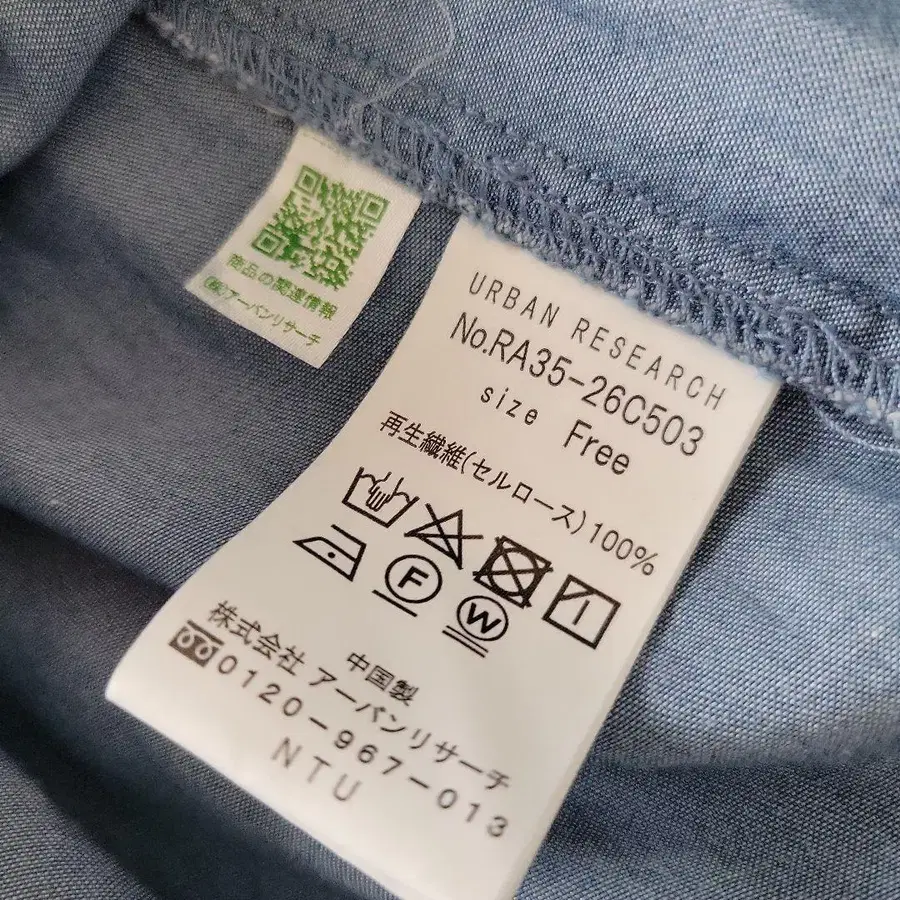 商品の関連情報
(株)アーバンリサーチ
URBAN RESEARCH
No.RA35-26C503
size Free
再生繊維(セルロース)100%
F
W
中国製
株式会社 アーバンリサーチ
0120-967-013
NTU